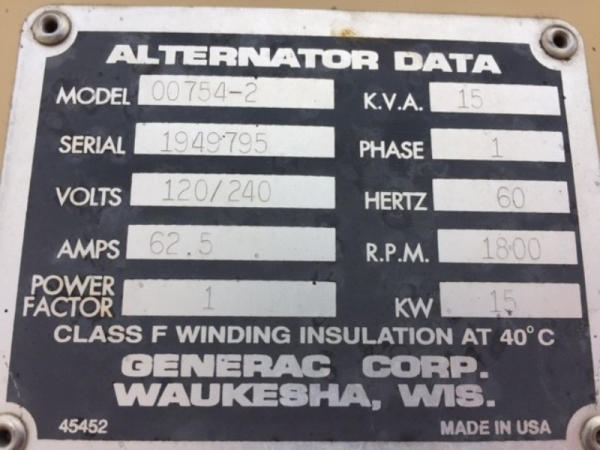 ALTERNATOR DATA
MODEL 00754-2 K.V.A. 15
SERIAL 1949795 PHASE 1
VOLTS 120/240 HERTZ 60
AMPS 62.5 R.P.M. 1800
POWER FACTOR 1 KW 15
CLASS F WINDING INSULATION AT 40°C
GENERAC CORP.
WAUKESHA, WIS.
45452 MADE IN USA